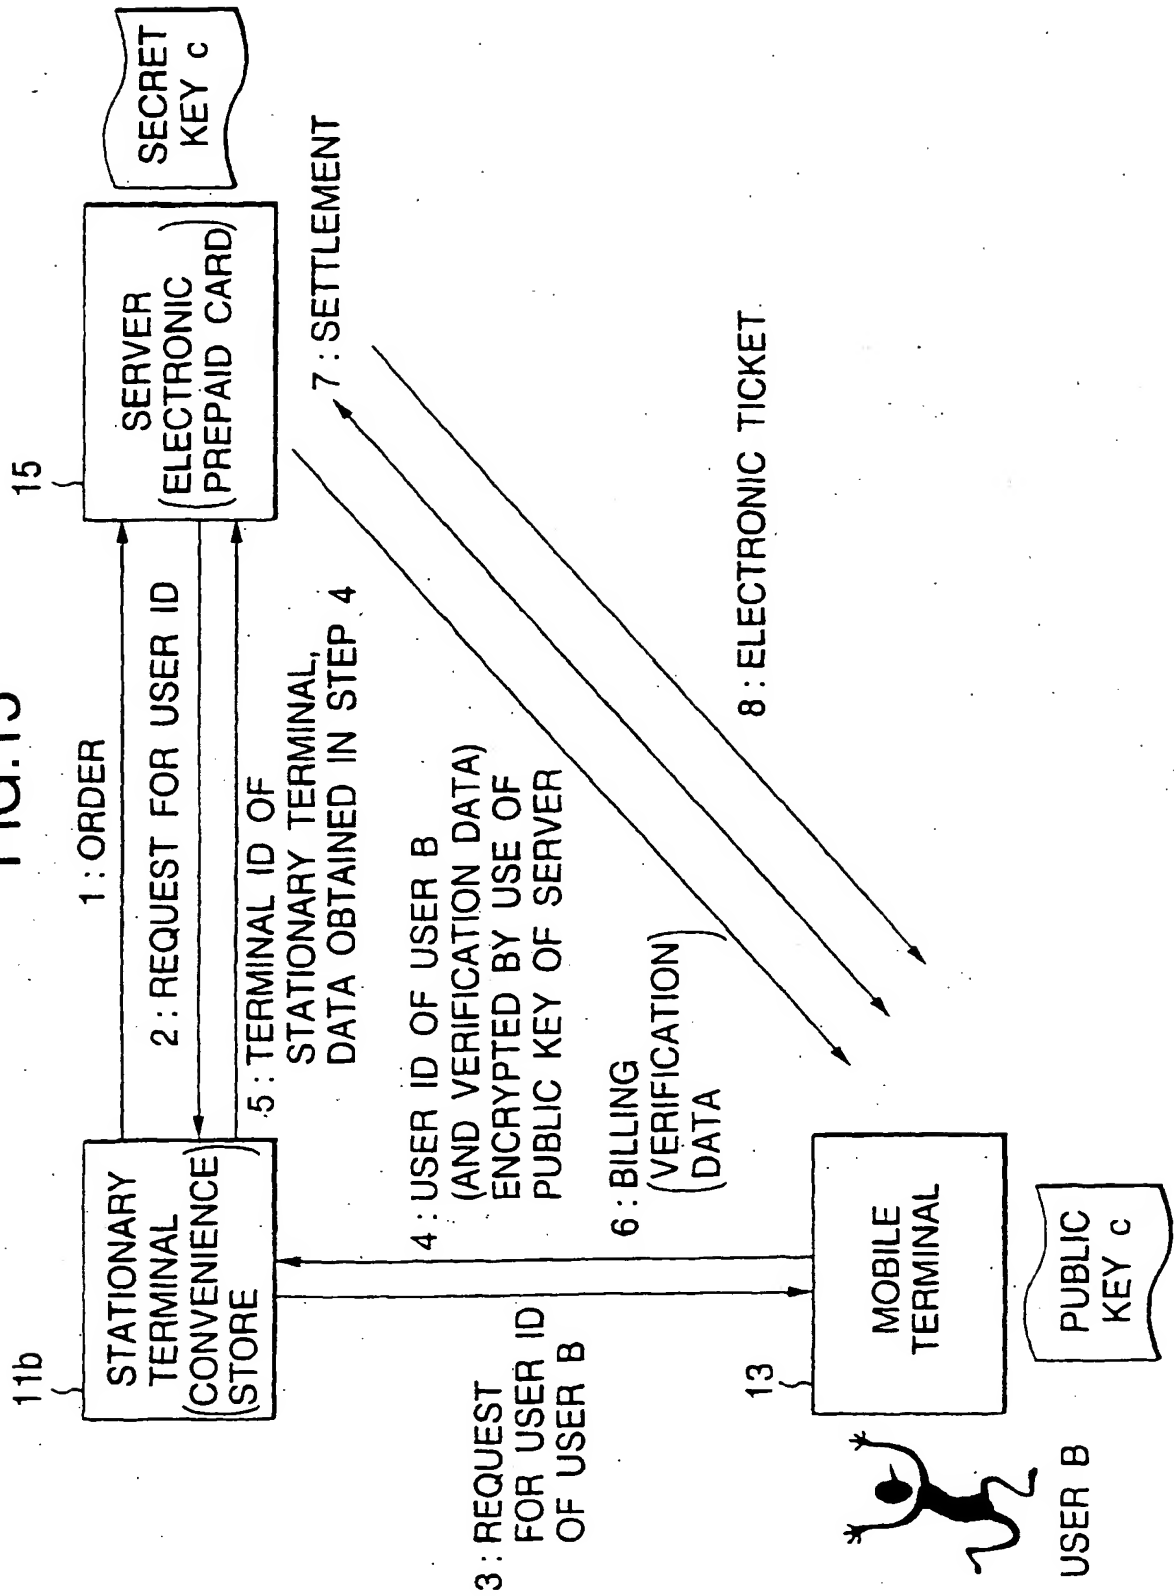 11b
STATIONARY
TERMINAL
(CONVENIENCE
STORE)
1 : ORDER
2 : REQUEST FOR USER ID
5 : TERMINAL ID OF
STATIONARY TERMINAL,
DATA OBTAINED IN STEP 4
15
SERVER
(ELECTRONIC
PREPAID CARD)
SECRET
KEY c
3 : REQUEST
FOR USER ID
OF USER B
4 : USER ID OF USER B
(AND VERIFICATION DATA)
ENCRYPTED BY USE OF
PUBLIC KEY OF SERVER
6 : BILLING
(VERIFICATION
DATA)
7 : SETTLEMENT
8 : ELECTRONIC TICKET
13
MOBILE
TERMINAL
USER B
PUBLIC
KEY c